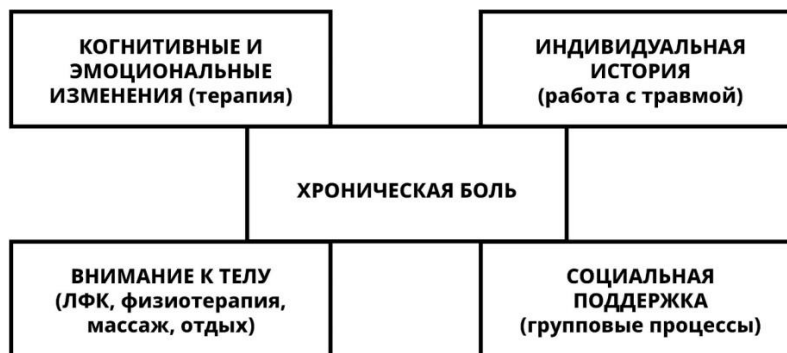 КОГНИТИВНЫЕ И
ЭМОЦИОНАЛЬНЫЕ
ИЗМЕНЕНИЯ (терапия)
ИНДИВИДУАЛЬНАЯ
ИСТОРИЯ
(работа с травмой)
ХРОНИЧЕСКАЯ БОЛЬ
ВНИМАНИЕ К ТЕЛУ
(ЛФК, физиотерапия,
массаж, отдых)
СОЦИАЛЬНАЯ
ПОДДЕРЖКА
(групповые процессы)